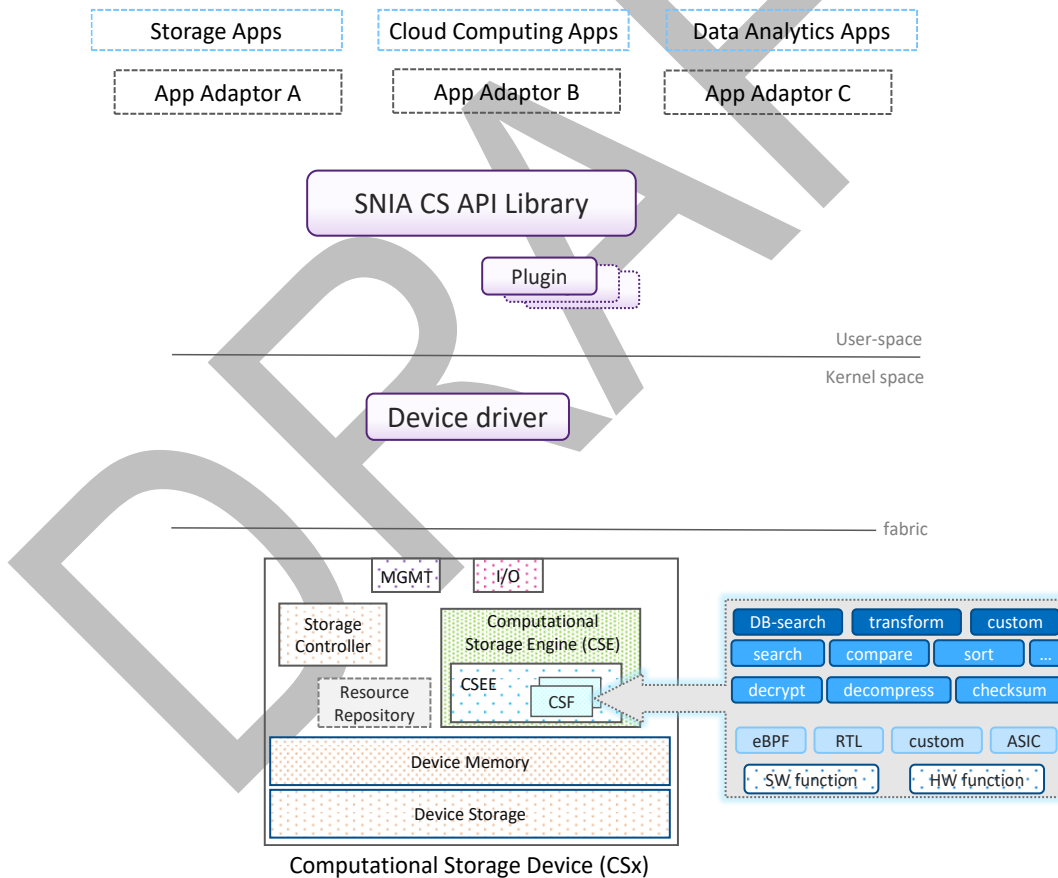 DRAFT
Storage Apps
Cloud Computing Apps
Data Analytics Apps
App Adaptor A
App Adaptor B
App Adaptor C
SNIA CS API Library
Plugin
User-space
Kernel space
Device driver
fabric
MGMT
I/O
Storage
Controller
Computational
Storage Engine (CSE)
CSEE
CSF
Resource
Repository
Device Memory
Device Storage
Computational Storage Device (CSx)
DB-search
transform
custom
search
compare
sort
...
decrypt
decompress
checksum
eBPF
RTL
custom
ASIC
SW function
HW function